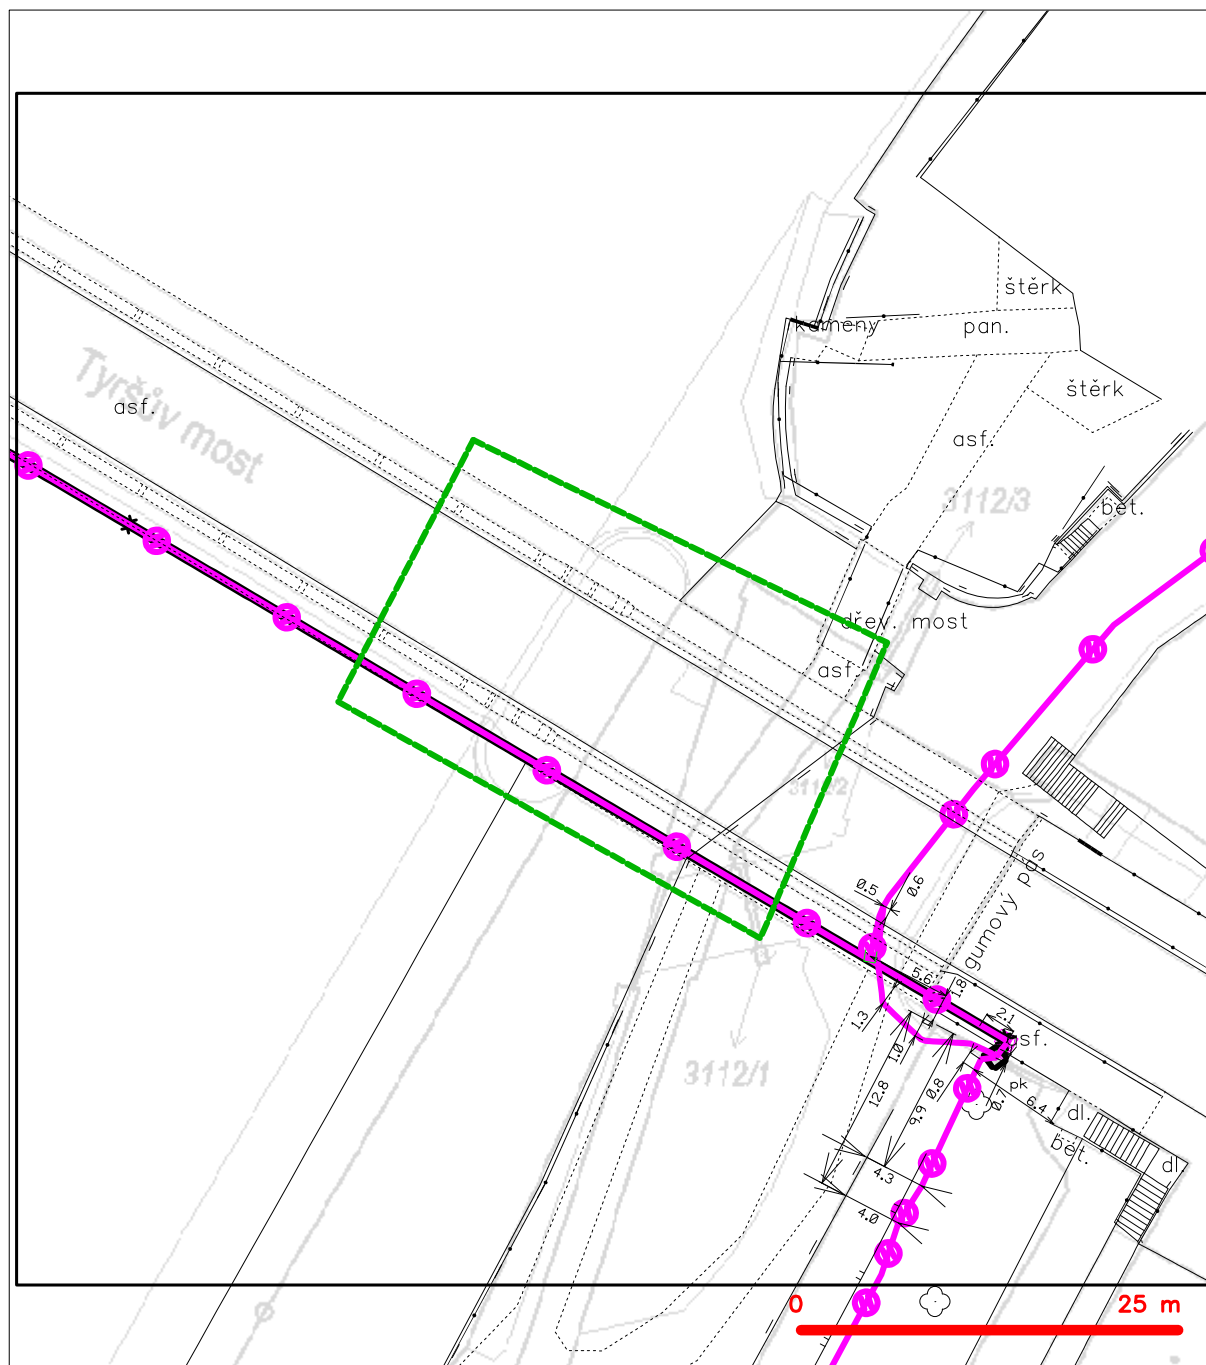 štěrk
kameny
pan.
štěrk
Tyršův most
asf.
asf.
3112/3
bet.
dřev. most
asf.
3112/2
gumový pás
0.5
0.6
5.6
1.8
1.3
2.1
asf.
1.0
3112/1
12.8
9.9
0.8
0.7
pk
6.4
dl.
bet.
dl.
4.3
4.0
0
25 m